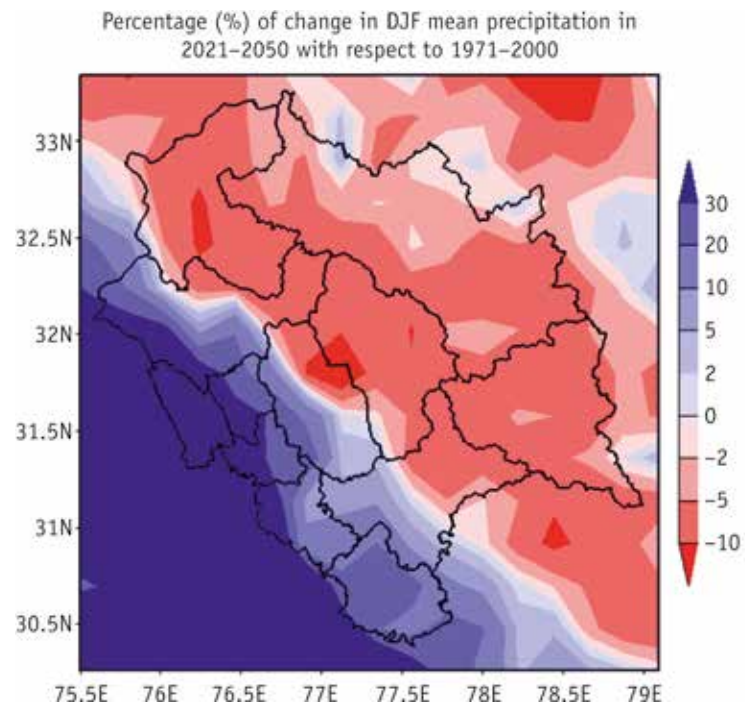 Percentage (%) of change in DJF mean precipitation in
2021–2050 with respect to 1971–2000
33N
32.5N
32N
31.5N
31N
30.5N
75.5E 76E 76.5E 77E 77.5E 78E 78.5E 79E
30
20
10
5
2
0
–2
–5
–10